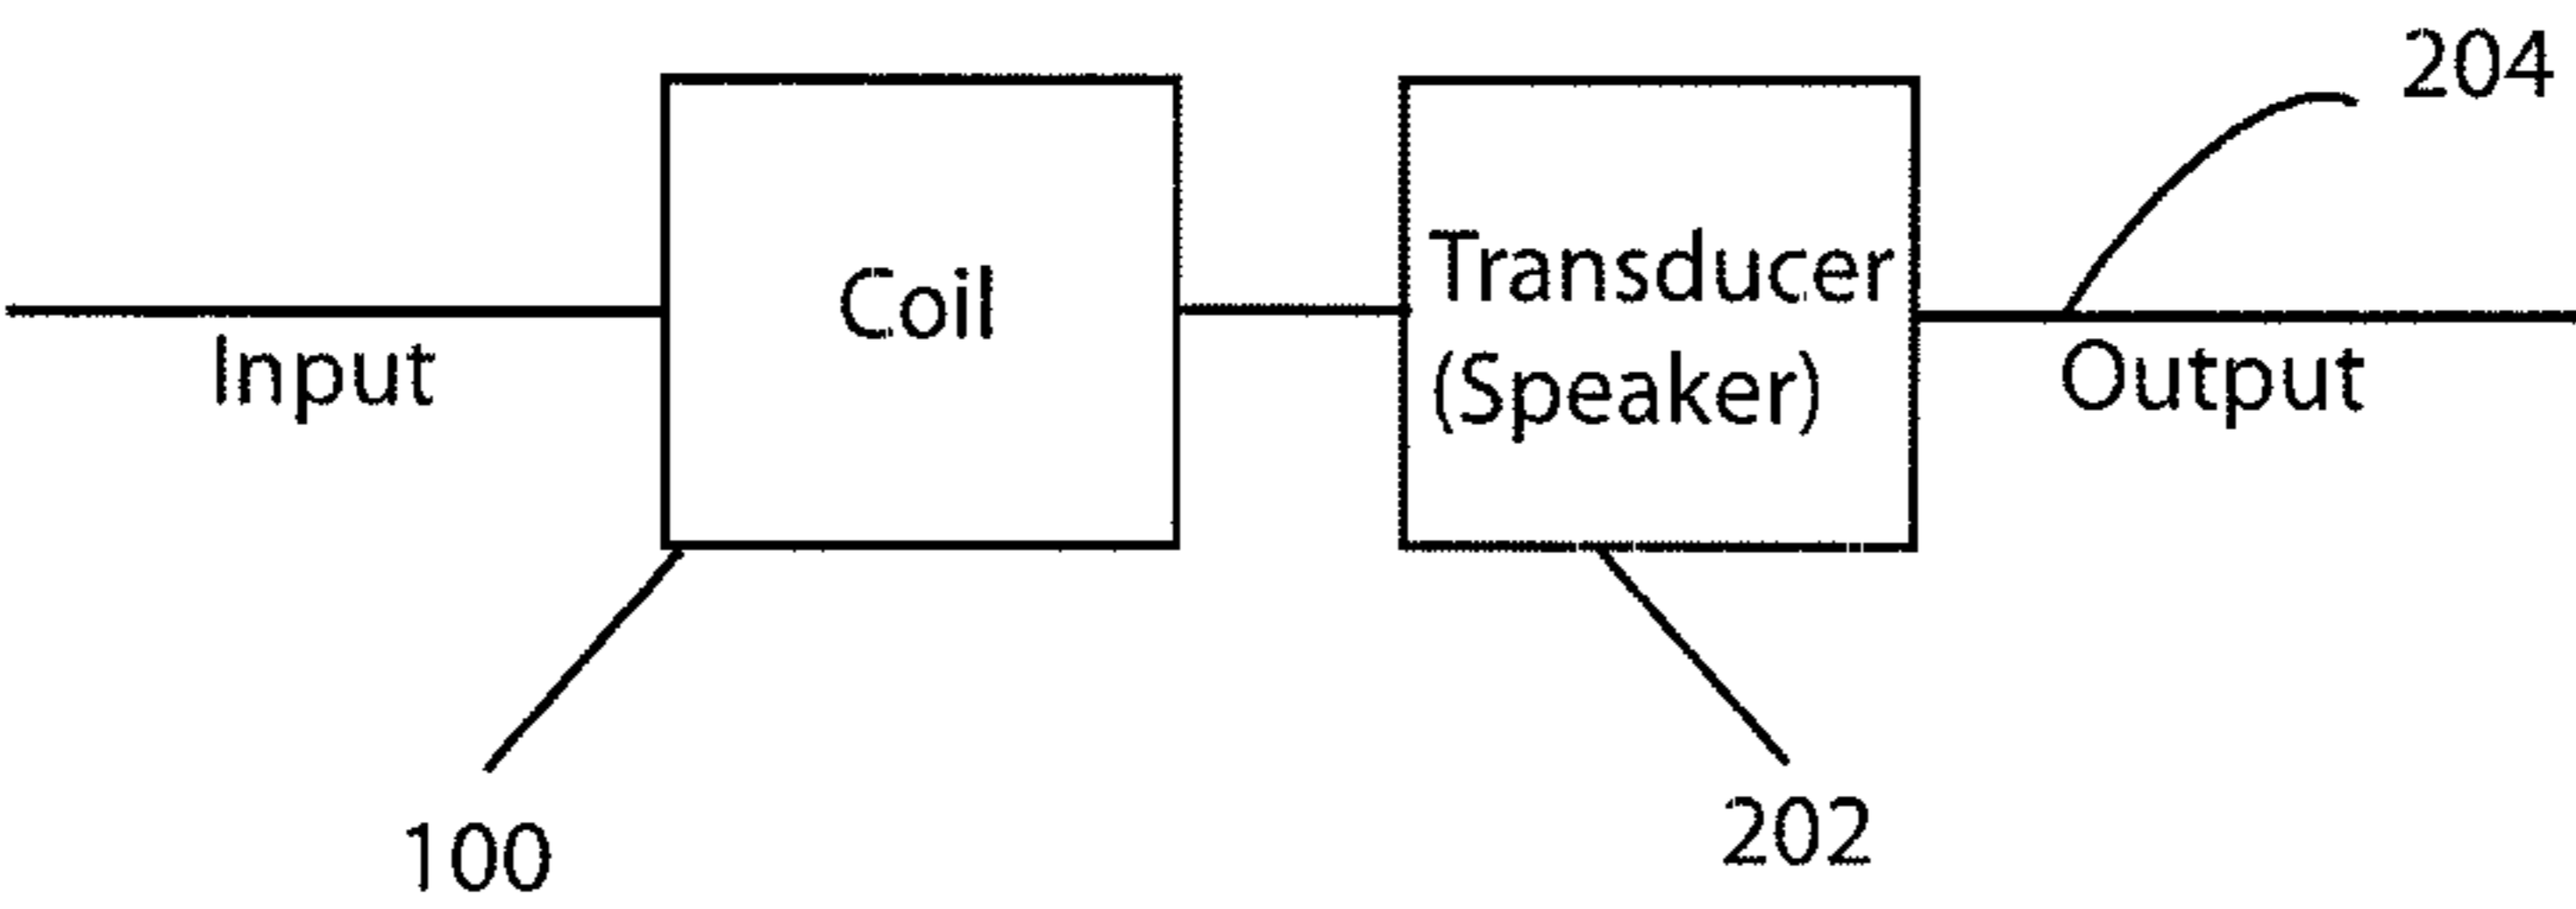 204
Coil
Transducer
(Speaker)
Input
Output
100
202